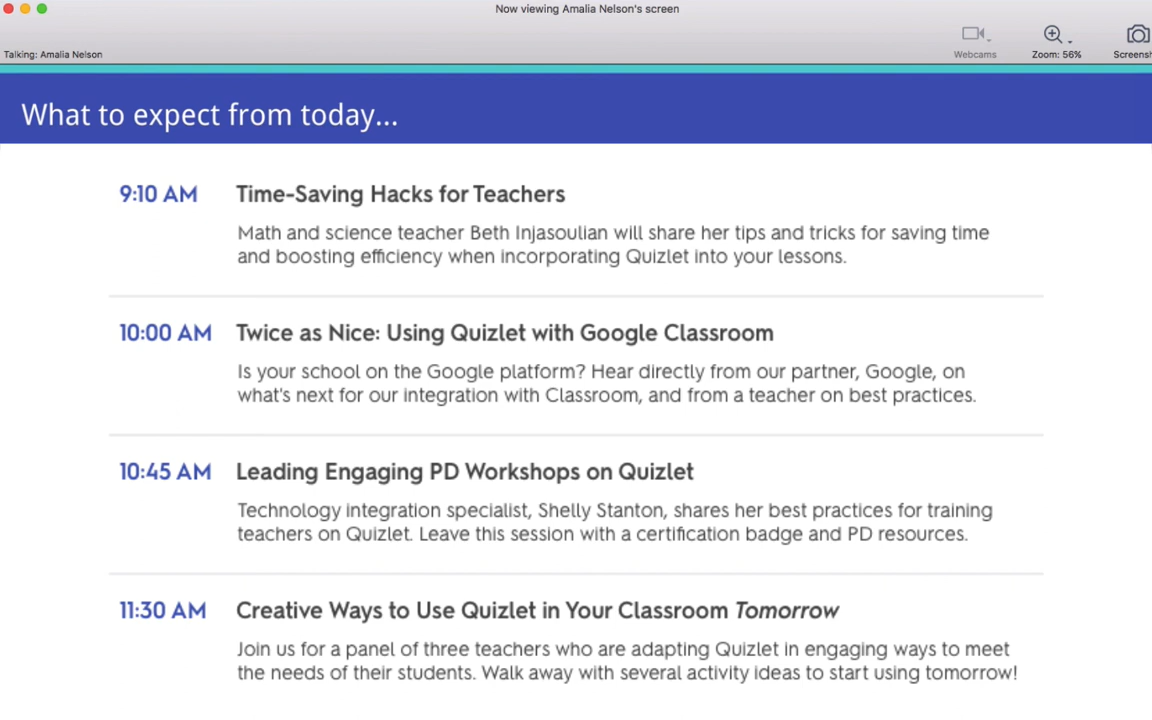 Now viewing Amalia Nelson's screen
Talking: Amalia Nelson
Webcams
Zoom: 56%
Screensh
What to expect from today...
9:10 AM Time-Saving Hacks for Teachers
Math and science teacher Beth Injasoulian will share her tips and tricks for saving time
and boosting efficiency when incorporating Quizlet into your lessons.
10:00 AM Twice as Nice: Using Quizlet with Google Classroom
Is your school on the Google platform? Hear directly from our partner, Google, on
what's next for our integration with Classroom, and from a teacher on best practices.
10:45 AM Leading Engaging PD Workshops on Quizlet
Technology integration specialist, Shelly Stanton, shares her best practices for training
teachers on Quizlet. Leave this session with a certification badge and PD resources.
11:30 AM Creative Ways to Use Quizlet in Your Classroom Tomorrow
Join us for a panel of three teachers who are adapting Quizlet in engaging ways to meet
the needs of their students. Walk away with several activity ideas to start using tomorrow!